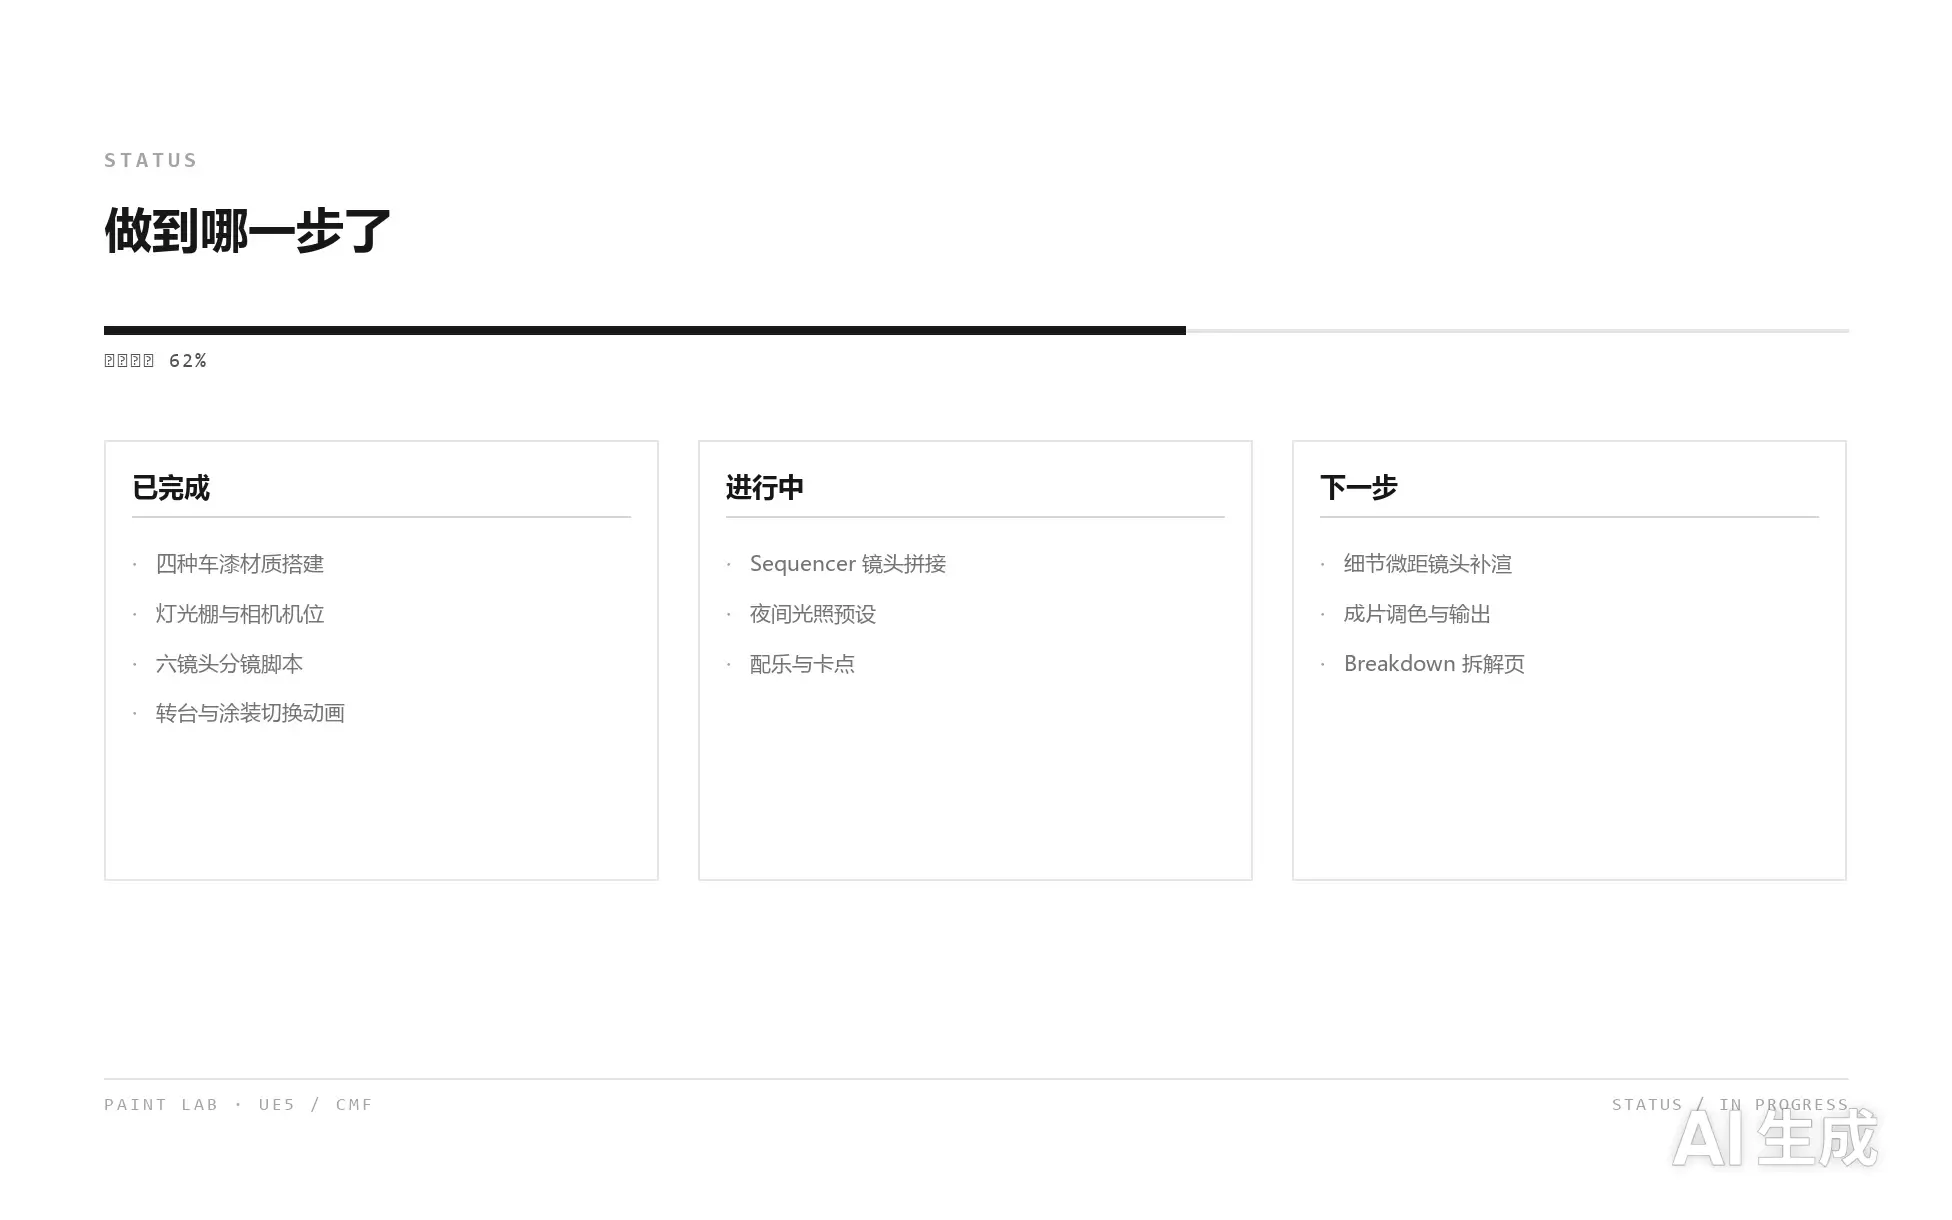 STATUS
做到哪一步了
62%
已完成
· 四种车漆材质搭建
· 灯光棚与相机机位
· 六镜头分镜脚本
· 转台与涂装切换动画
进行中
· Sequencer 镜头拼接
· 夜间光照预设
· 配乐与卡点
下一步
· 细节微距镜头补渲
· 成片调色与输出
· Breakdown 拆解页
PAINT LAB · UE5 / CMF
STATUS / IN PROGRESS
AI 生成